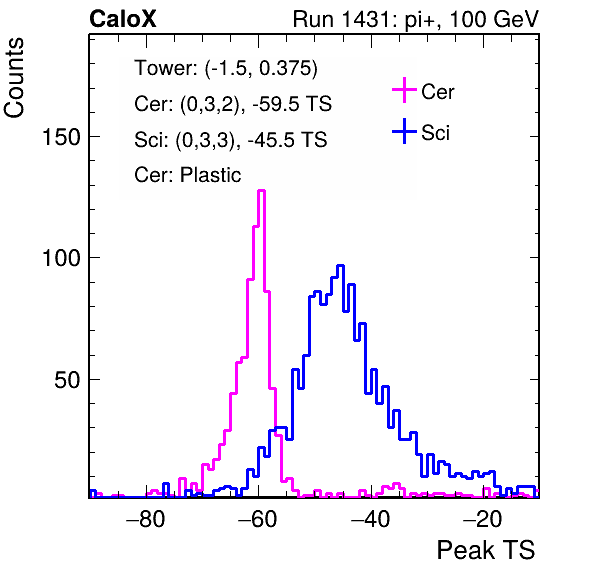 CaloX Run 1431: pi+, 100 GeV
Counts
Tower: (-1.5, 0.375)
Cer: (0,3,2), -59.5 TS
Sci: (0,3,3), -45.5 TS
Cer: Plastic
Cer
Sci
150
100
50
−80 −60 −40 −20
Peak TS